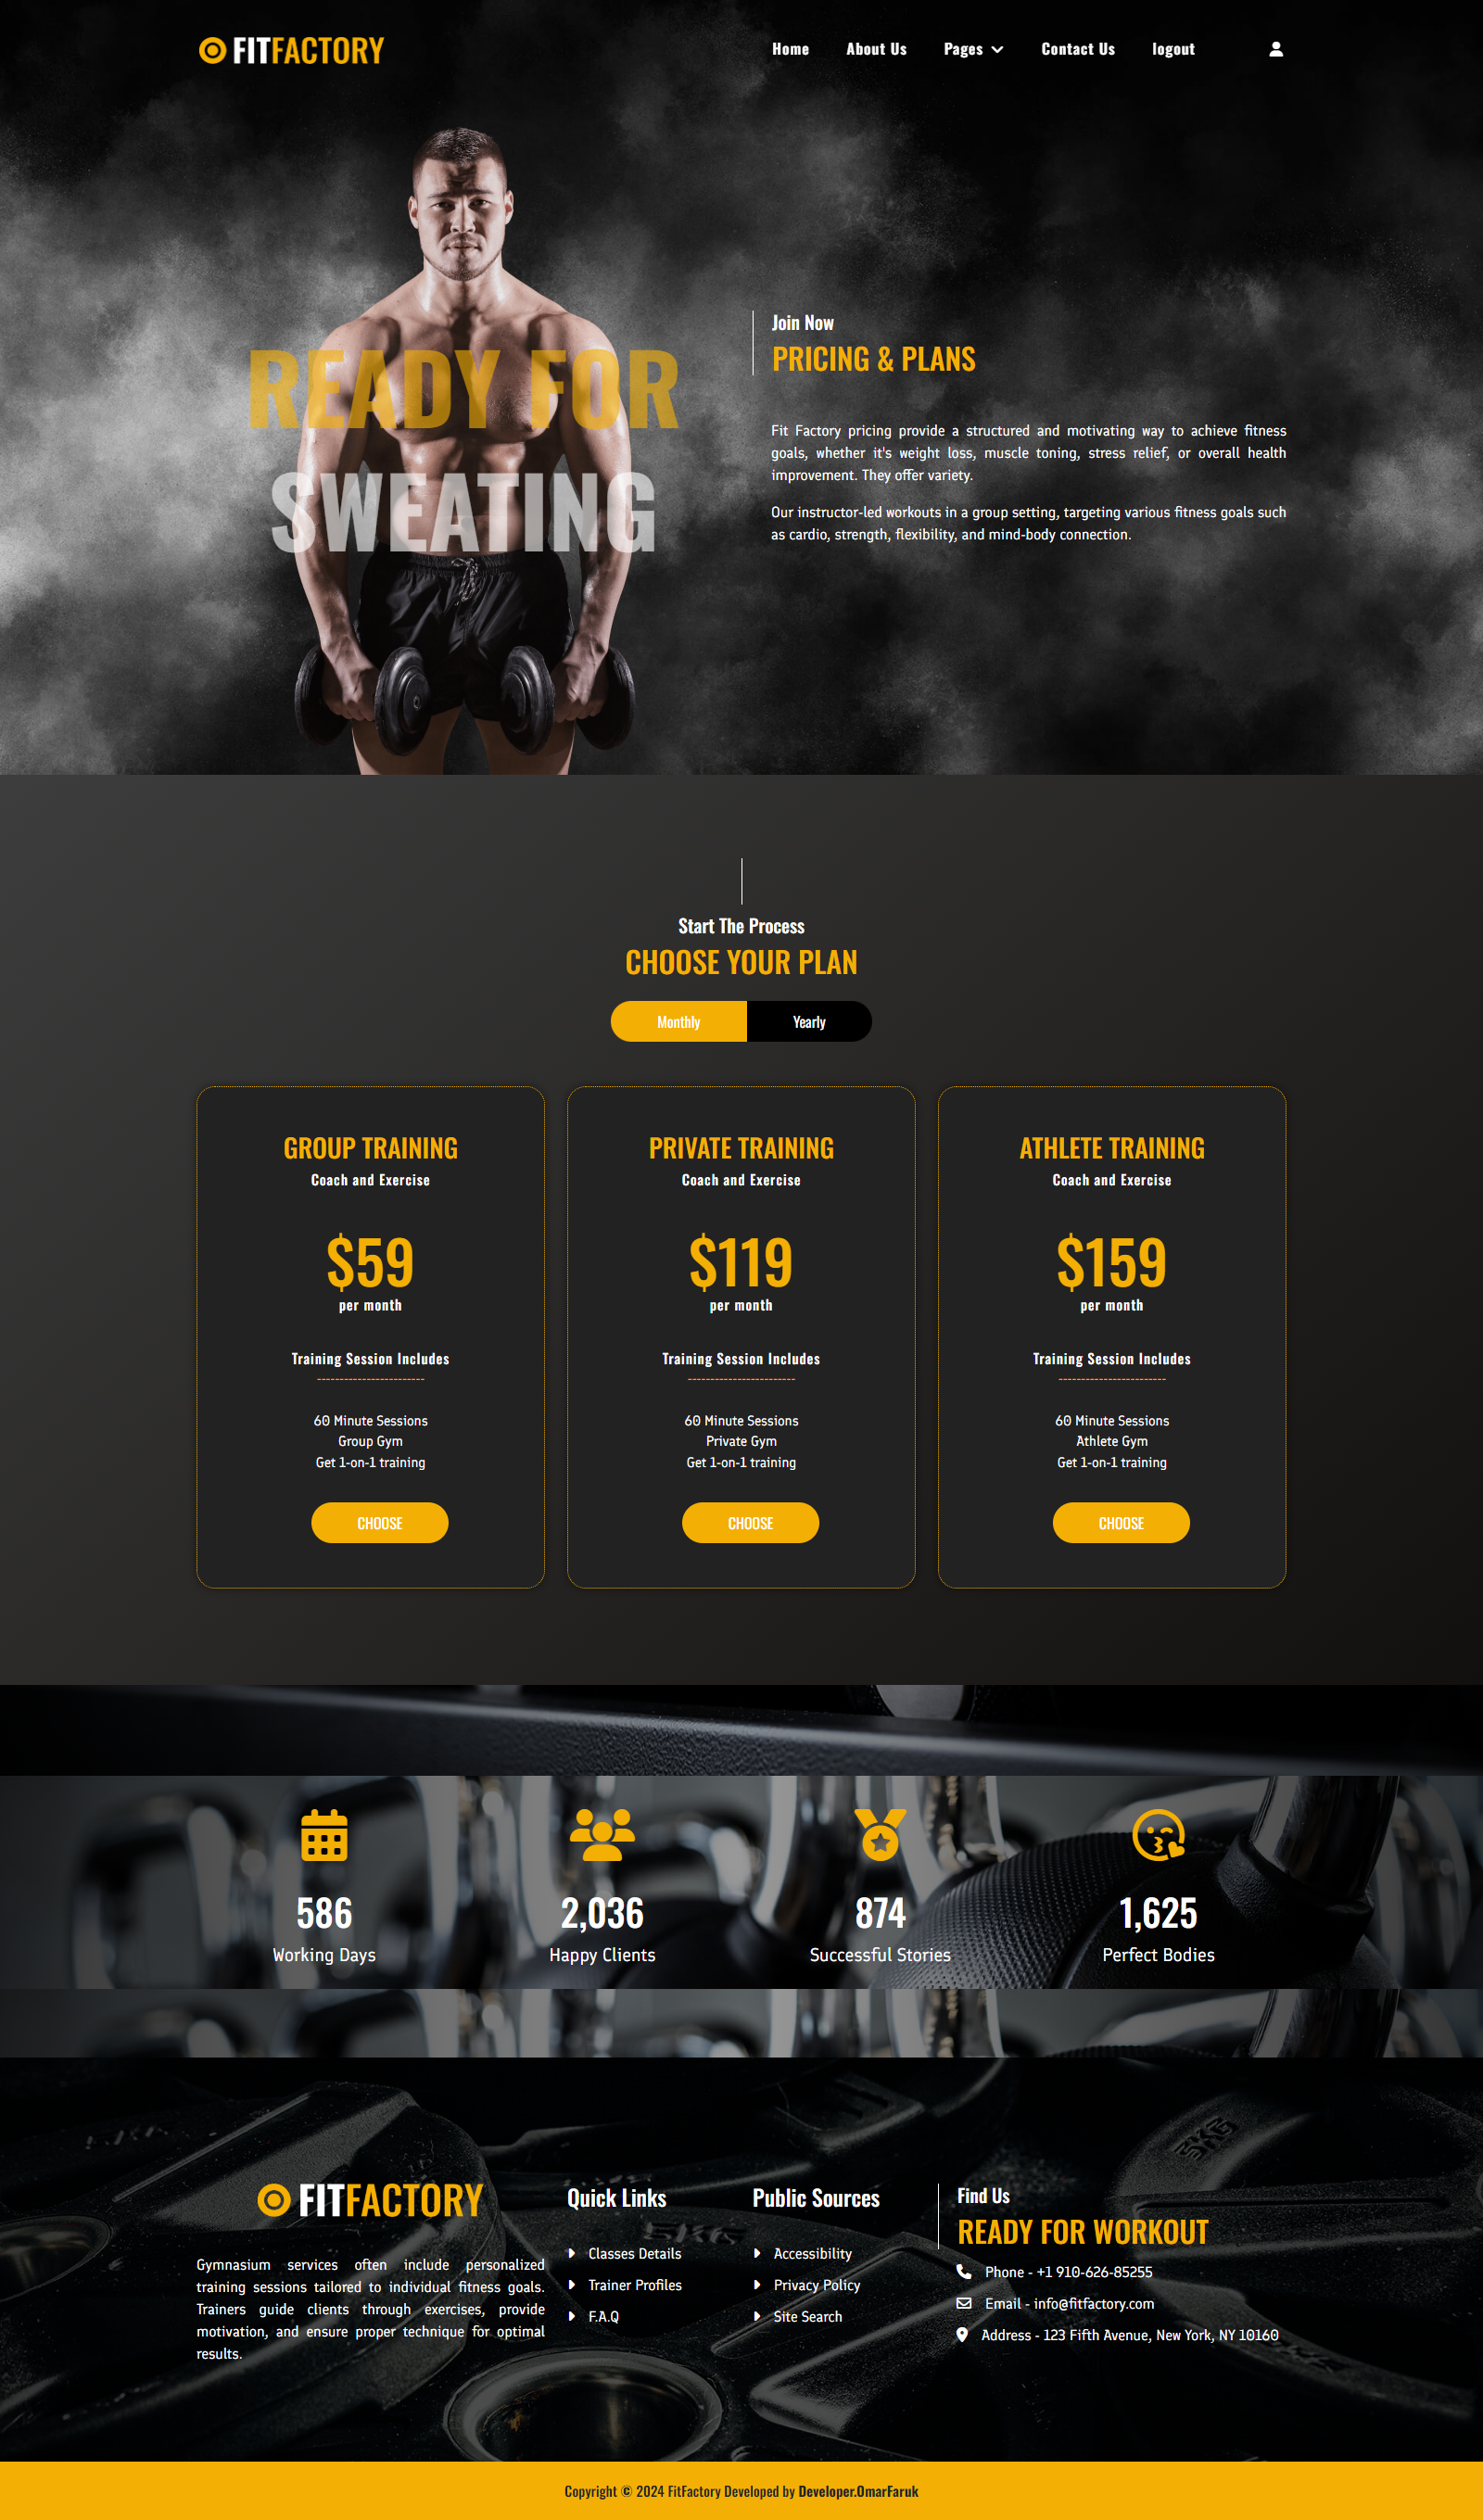 FITFACTORY
Home About Us Pages Contact Us logout
READY FOR
SWEATING
Join Now
PRICING & PLANS
Fit Factory pricing provide a structured and motivating way to achieve fitness
goals, whether it's weight loss, muscle toning, stress relief, or overall health
improvement. They offer variety.
Our instructor-led workouts in a group setting, targeting various fitness goals such
as cardio, strength, flexibility, and mind-body connection.
Start The Process
CHOOSE YOUR PLAN
Monthly Yearly
GROUP TRAINING
Coach and Exercise
$59
per month
Training Session Includes
------------------------
60 Minute Sessions
Group Gym
Get 1-on-1 training
CHOOSE
PRIVATE TRAINING
Coach and Exercise
$119
per month
Training Session Includes
------------------------
60 Minute Sessions
Private Gym
Get 1-on-1 training
CHOOSE
ATHLETE TRAINING
Coach and Exercise
$159
per month
Training Session Includes
------------------------
60 Minute Sessions
Athlete Gym
Get 1-on-1 training
CHOOSE
586
Working Days
2,036
Happy Clients
874
Successful Stories
1,625
Perfect Bodies
FITFACTORY
Gymnasium services often include personalized
training sessions tailored to individual fitness goals.
Trainers guide clients through exercises, provide
motivation, and ensure proper technique for optimal
results.
Quick Links
Classes Details
Trainer Profiles
F.A.Q
Public Sources
Accessibility
Privacy Policy
Site Search
Find Us
READY FOR WORKOUT
Phone - +1 910-626-85255
Email - info@fitfactory.com
Address - 123 Fifth Avenue, New York, NY 10160
5KG
5KG
Copyright © 2024 FitFactory Developed by Developer.OmarFaruk